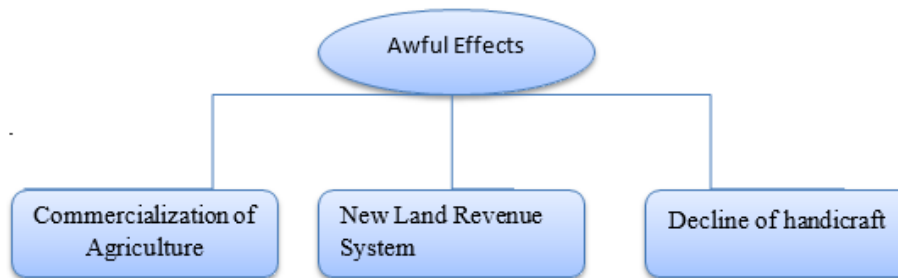 Awful Effects
Commercialization of
Agriculture
New Land Revenue
System
Decline of handicraft